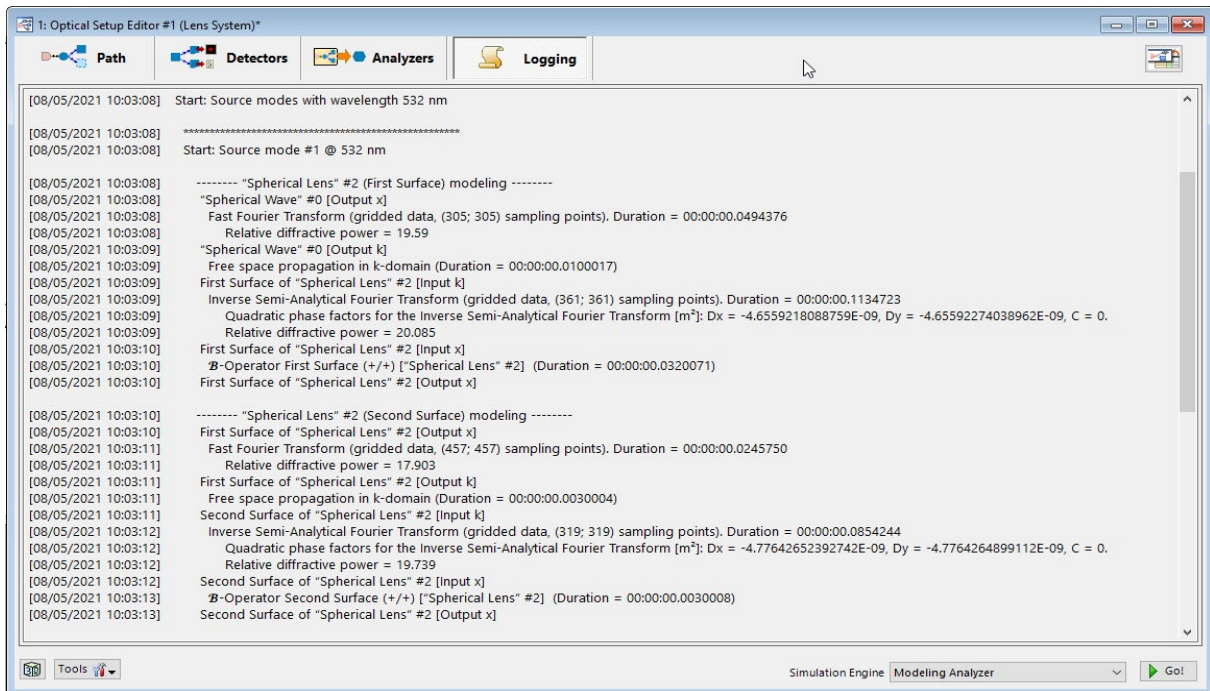 1: Optical Setup Editor #1 (Lens System)*
Path Detectors Analyzers Logging
[08/05/2021 10:03:08] Start: Source modes with wavelength 532 nm
[08/05/2021 10:03:08] ****************************************************
[08/05/2021 10:03:08] Start: Source mode #1 @ 532 nm
[08/05/2021 10:03:08] -------- "Spherical Lens" #2 (First Surface) modeling --------
[08/05/2021 10:03:08] "Spherical Wave" #0 [Output x]
[08/05/2021 10:03:08] Fast Fourier Transform (gridded data, (305; 305) sampling points). Duration = 00:00:00.0494376
[08/05/2021 10:03:08] Relative diffractive power = 19.59
[08/05/2021 10:03:09] "Spherical Wave" #0 [Output k]
[08/05/2021 10:03:09] Free space propagation in k-domain (Duration = 00:00:00.0100017)
[08/05/2021 10:03:09] First Surface of "Spherical Lens" #2 [Input k]
[08/05/2021 10:03:09] Inverse Semi-Analytical Fourier Transform (gridded data, (361; 361) sampling points). Duration = 00:00:00.1134723
[08/05/2021 10:03:09] Quadratic phase factors for the Inverse Semi-Analytical Fourier Transform [m²]: Dx = -4.6559218088759E-09, Dy = -4.65592274038962E-09, C = 0.
[08/05/2021 10:03:09] Relative diffractive power = 20.085
[08/05/2021 10:03:10] First Surface of "Spherical Lens" #2 [Input x]
[08/05/2021 10:03:10] 𝓑-Operator First Surface (+/+) ["Spherical Lens" #2] (Duration = 00:00:00.0320071)
[08/05/2021 10:03:10] First Surface of "Spherical Lens" #2 [Output x]
[08/05/2021 10:03:10] -------- "Spherical Lens" #2 (Second Surface) modeling --------
[08/05/2021 10:03:10] First Surface of "Spherical Lens" #2 [Output x]
[08/05/2021 10:03:11] Fast Fourier Transform (gridded data, (457; 457) sampling points). Duration = 00:00:00.0245750
[08/05/2021 10:03:11] Relative diffractive power = 17.903
[08/05/2021 10:03:11] First Surface of "Spherical Lens" #2 [Output k]
[08/05/2021 10:03:11] Free space propagation in k-domain (Duration = 00:00:00.0030004)
[08/05/2021 10:03:11] Second Surface of "Spherical Lens" #2 [Input k]
[08/05/2021 10:03:12] Inverse Semi-Analytical Fourier Transform (gridded data, (319; 319) sampling points). Duration = 00:00:00.0854244
[08/05/2021 10:03:12] Quadratic phase factors for the Inverse Semi-Analytical Fourier Transform [m²]: Dx = -4.77642652392742E-09, Dy = -4.7764264899112E-09, C = 0.
[08/05/2021 10:03:12] Relative diffractive power = 19.739
[08/05/2021 10:03:12] Second Surface of "Spherical Lens" #2 [Input x]
[08/05/2021 10:03:13] 𝓑-Operator Second Surface (+/+) ["Spherical Lens" #2] (Duration = 00:00:00.0030008)
[08/05/2021 10:03:13] Second Surface of "Spherical Lens" #2 [Output x]
3D Tools Simulation Engine Modeling Analyzer Go!